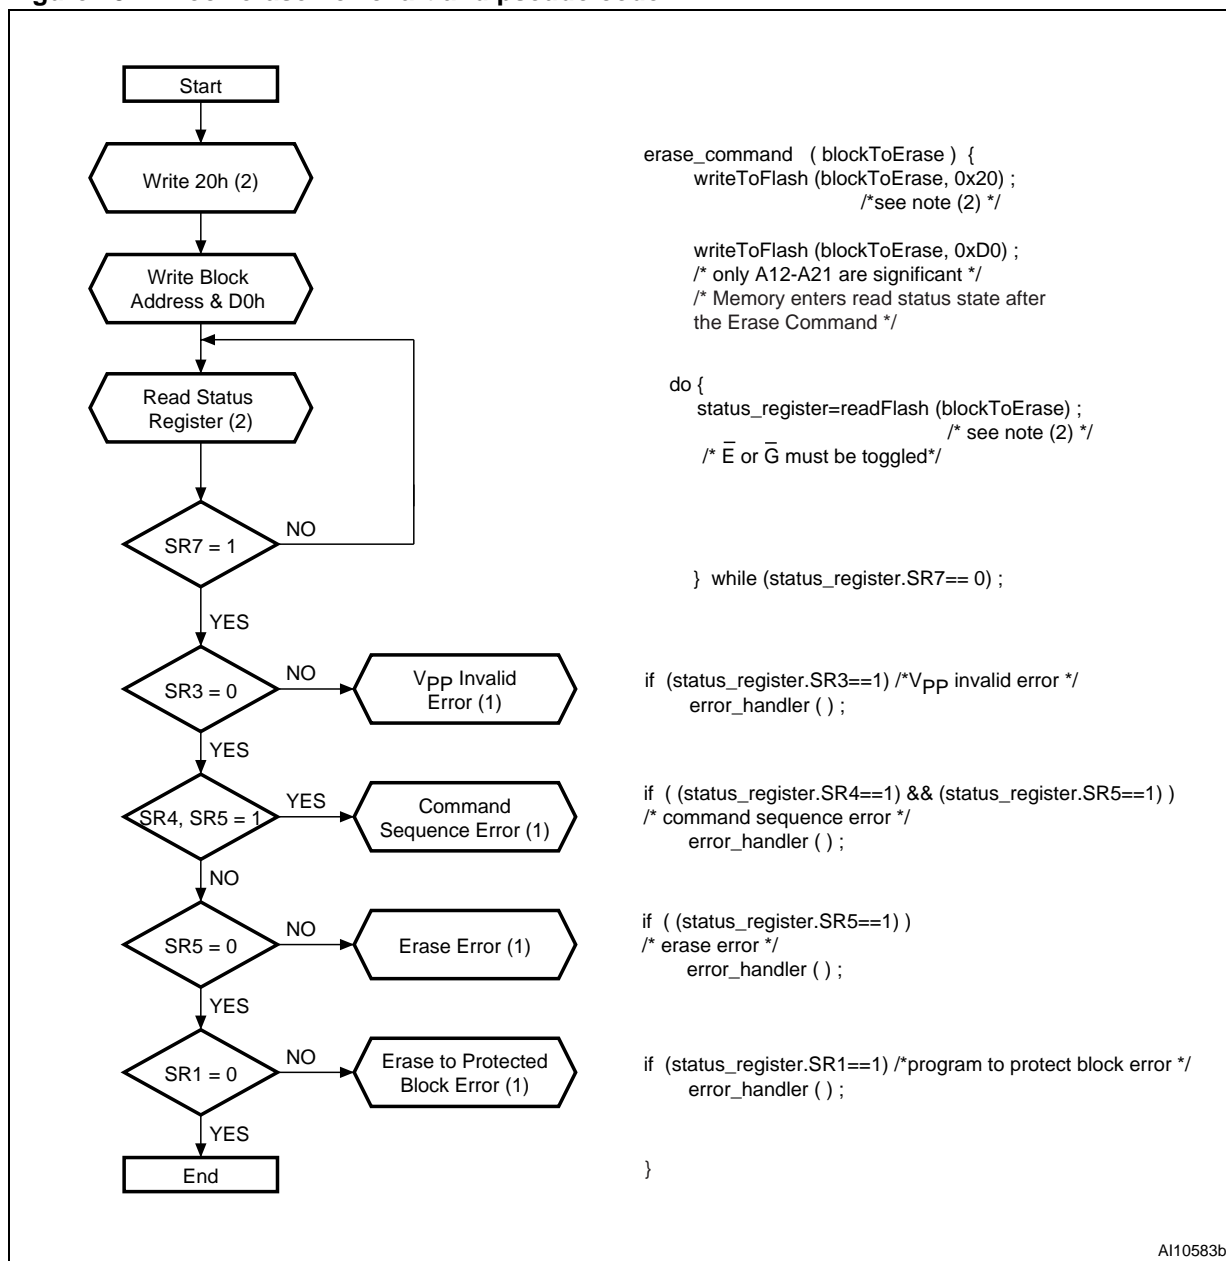 Start
Write 20h (2)
Write Block
Address & D0h
Read Status
Register (2)
SR7 = 1
NO
YES
SR3 = 0
NO
VPP Invalid
Error (1)
YES
SR4, SR5 = 1
YES
Command
Sequence Error (1)
NO
SR5 = 0
NO
Erase Error (1)
YES
SR1 = 0
NO
Erase to Protected
Block Error (1)
YES
End
erase_command ( blockToErase ) {
writeToFlash (blockToErase, 0x20) ;
/*see note (2) */
writeToFlash (blockToErase, 0xD0) ;
/* only A12-A21 are significant */
/* Memory enters read status state after
the Erase Command */
do {
status_register=readFlash (blockToErase) ;
/* see note (2) */
/* E̅ or G̅ must be toggled*/
} while (status_register.SR7== 0) ;
if (status_register.SR3==1) /*VPP invalid error */
error_handler ( ) ;
if ( (status_register.SR4==1) && (status_register.SR5==1) )
/* command sequence error */
error_handler ( ) ;
if ( (status_register.SR5==1) )
/* erase error */
error_handler ( ) ;
if (status_register.SR1==1) /*program to protect block error */
error_handler ( ) ;
}
AI10583b